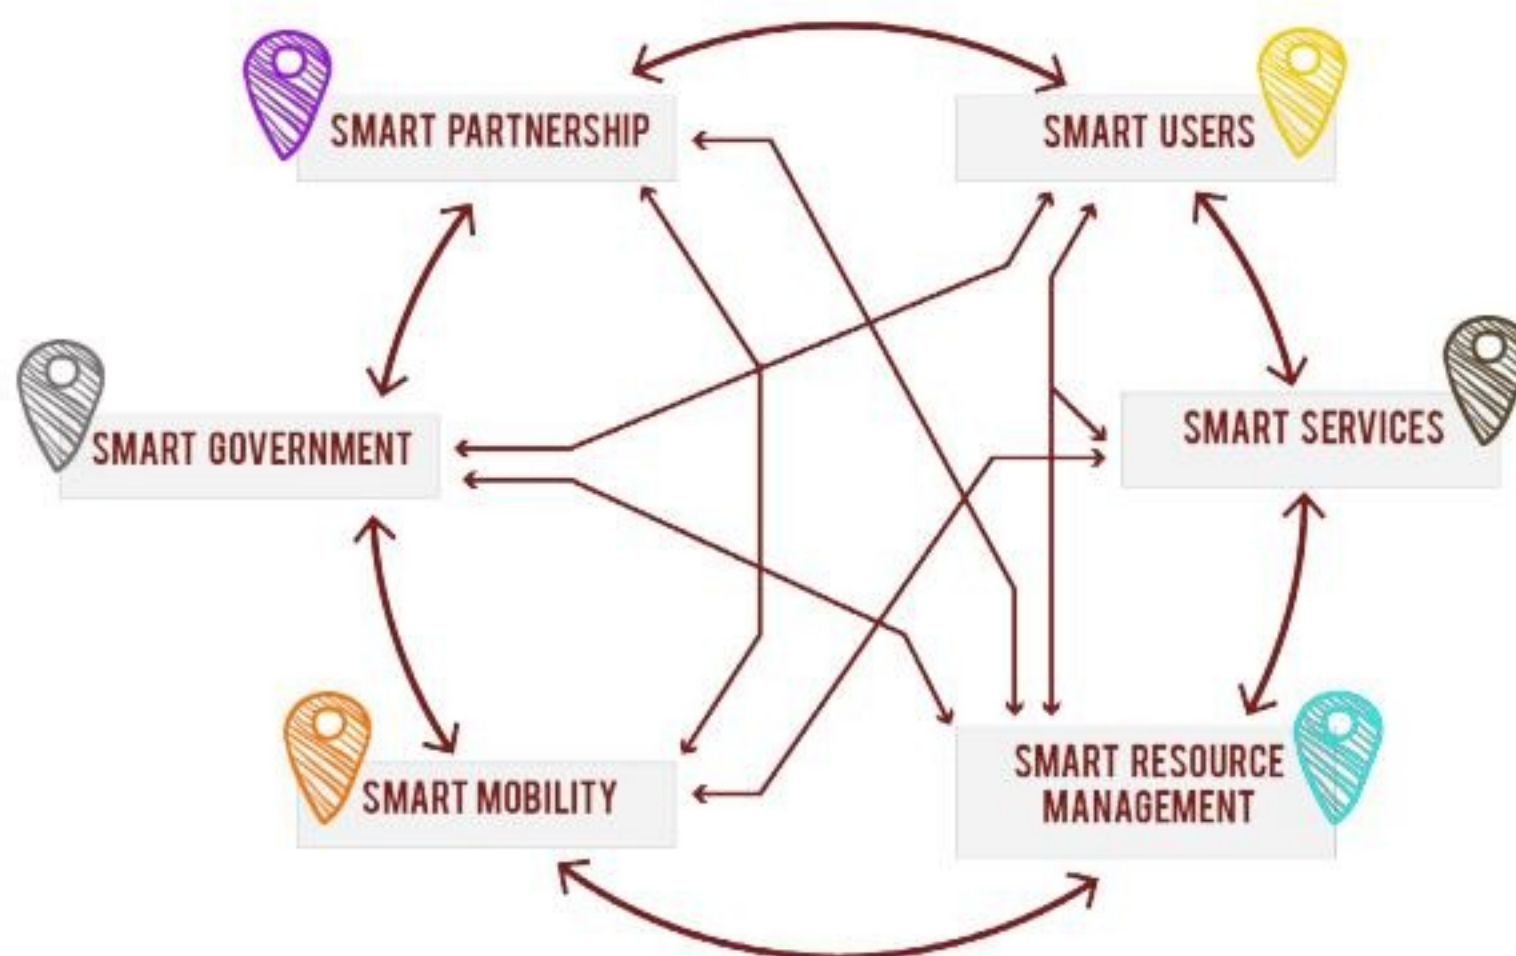 SMART PARTNERSHIP
SMART USERS
SMART GOVERNMENT
SMART SERVICES
SMART MOBILITY
SMART RESOURCE
MANAGEMENT